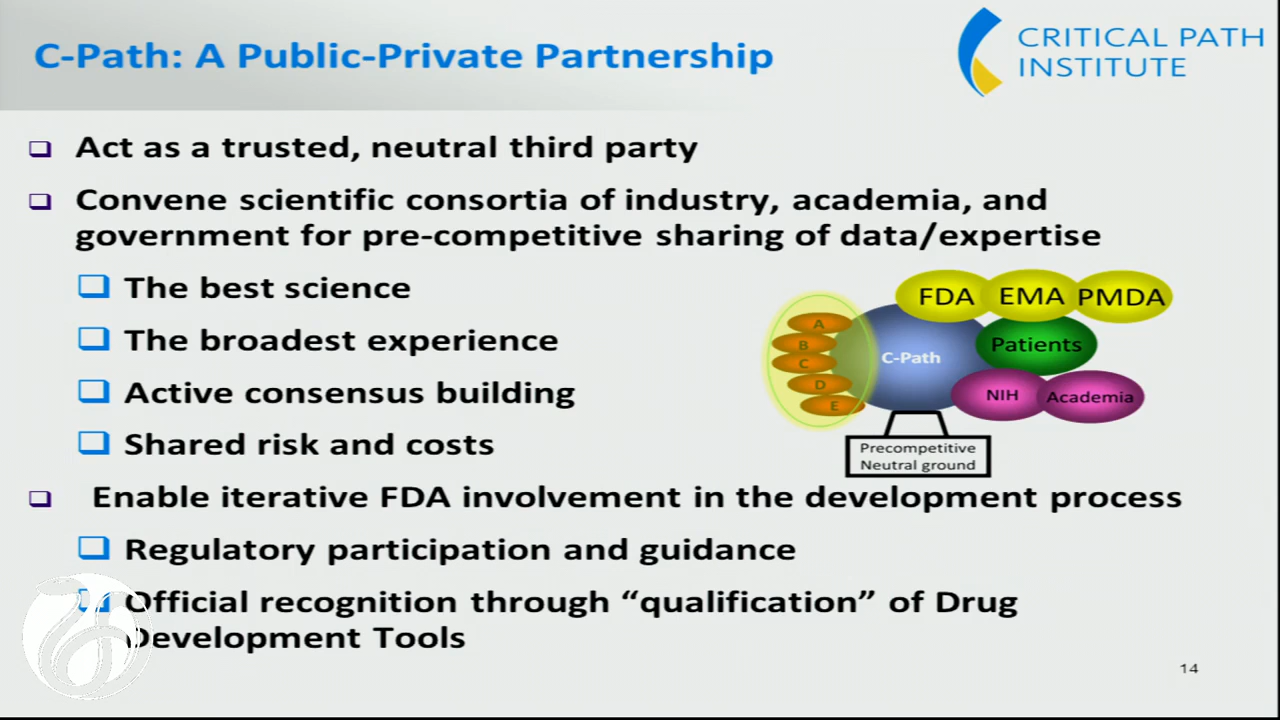 C-Path: A Public-Private Partnership
CRITICAL PATH
INSTITUTE
Act as a trusted, neutral third party
Convene scientific consortia of industry, academia, and
government for pre-competitive sharing of data/expertise
The best science
The broadest experience
Active consensus building
Shared risk and costs
FDA EMA PMDA
A
B
C
D
E
C-Path
Patients
NIH Academia
Precompetitive
Neutral ground
Enable iterative FDA involvement in the development process
Regulatory participation and guidance
Official recognition through “qualification” of Drug
Development Tools
14